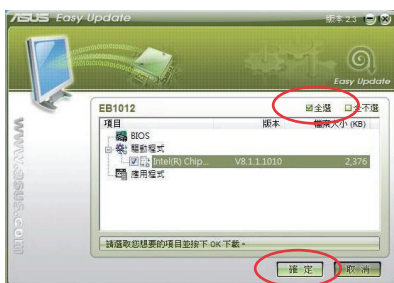 ASUS Easy Update
版本 2.3
Easy Update
EB1012
全選 全不選
項目 版本 檔案大小 (KB)
BIOS
驅動程式
Intel(R) Chip... V8.1.1.1010 2,376
應用程式
請選取您想要的項目並按下 OK 下載。
確定 取消
www.asus.com